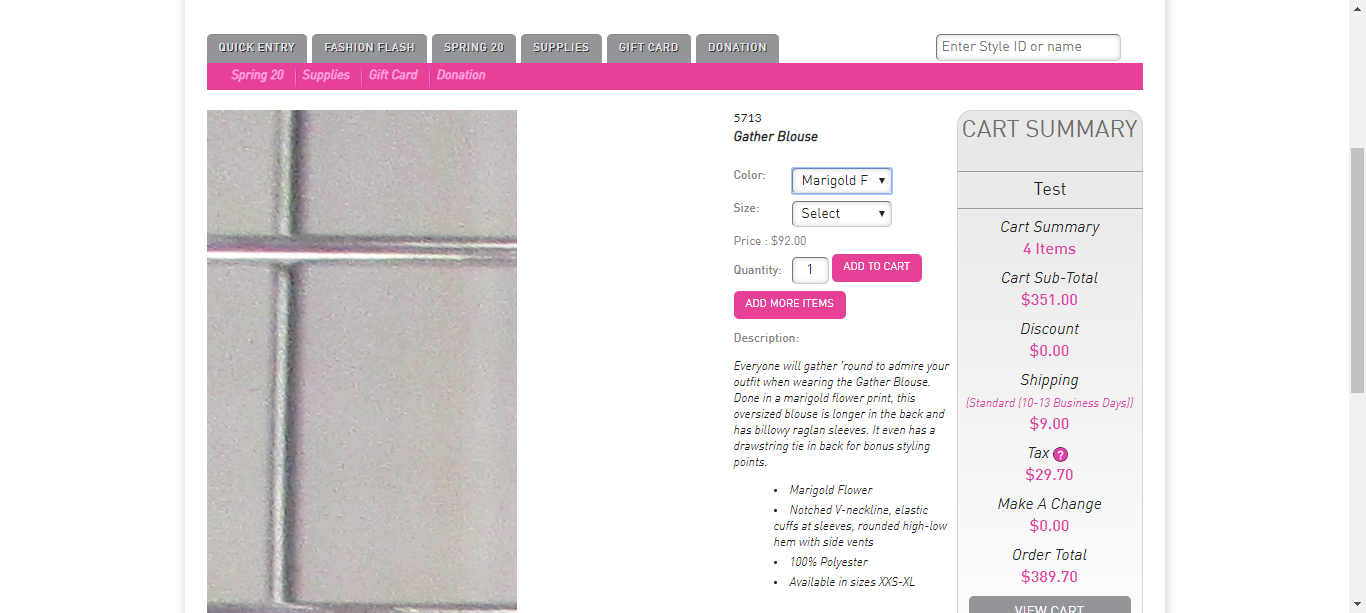 QUICK ENTRY
FASHION FLASH
SPRING 20
SUPPLIES
GIFT CARD
DONATION
Enter Style ID or name
Spring 20
Supplies
Gift Card
Donation
5713
Gather Blouse
Color:
Marigold F
Size:
Select
Price : $92.00
Quantity:
1
ADD TO CART
ADD MORE ITEMS
Description:
Everyone will gather 'round to admire your
outfit when wearing the Gather Blouse.
Done in a marigold flower print, this
oversized blouse is longer in the back and
has billowy raglan sleeves. It even has a
drawstring tie in back for bonus styling
points.
• Marigold Flower
• Notched V-neckline, elastic
cuffs at sleeves, rounded high-low
hem with side vents
• 100% Polyester
• Available in sizes XXS-XL
CART SUMMARY
Test
Cart Summary
4 Items
Cart Sub-Total
$351.00
Discount
$0.00
Shipping
(Standard (10-13 Business Days))
$9.00
Tax ?
$29.70
Make A Change
$0.00
Order Total
$389.70
VIEW CART